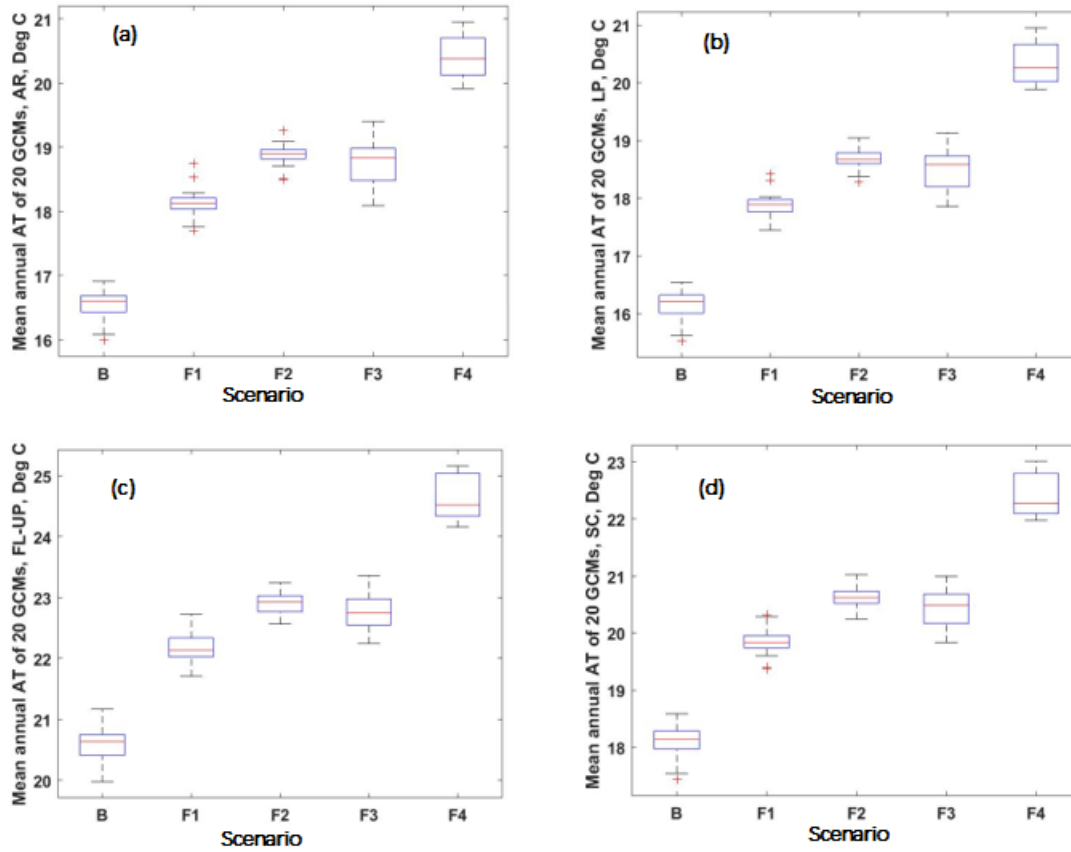 (a)
Mean annual AT of 20 GCMs, AR, Deg C
21
20
19
18
17
16
B F1 F2 F3 F4
Scenario
(b)
Mean annual AT of 20 GCMs, LP, Deg C
21
20
19
18
17
16
B F1 F2 F3 F4
Scenario
(c)
Mean annual AT of 20 GCMs, FL-UP, Deg C
25
24
23
22
21
20
B F1 F2 F3 F4
Scenario
(d)
Mean annual AT of 20 GCMs, SC, Deg C
23
22
21
20
19
18
B F1 F2 F3 F4
Scenario